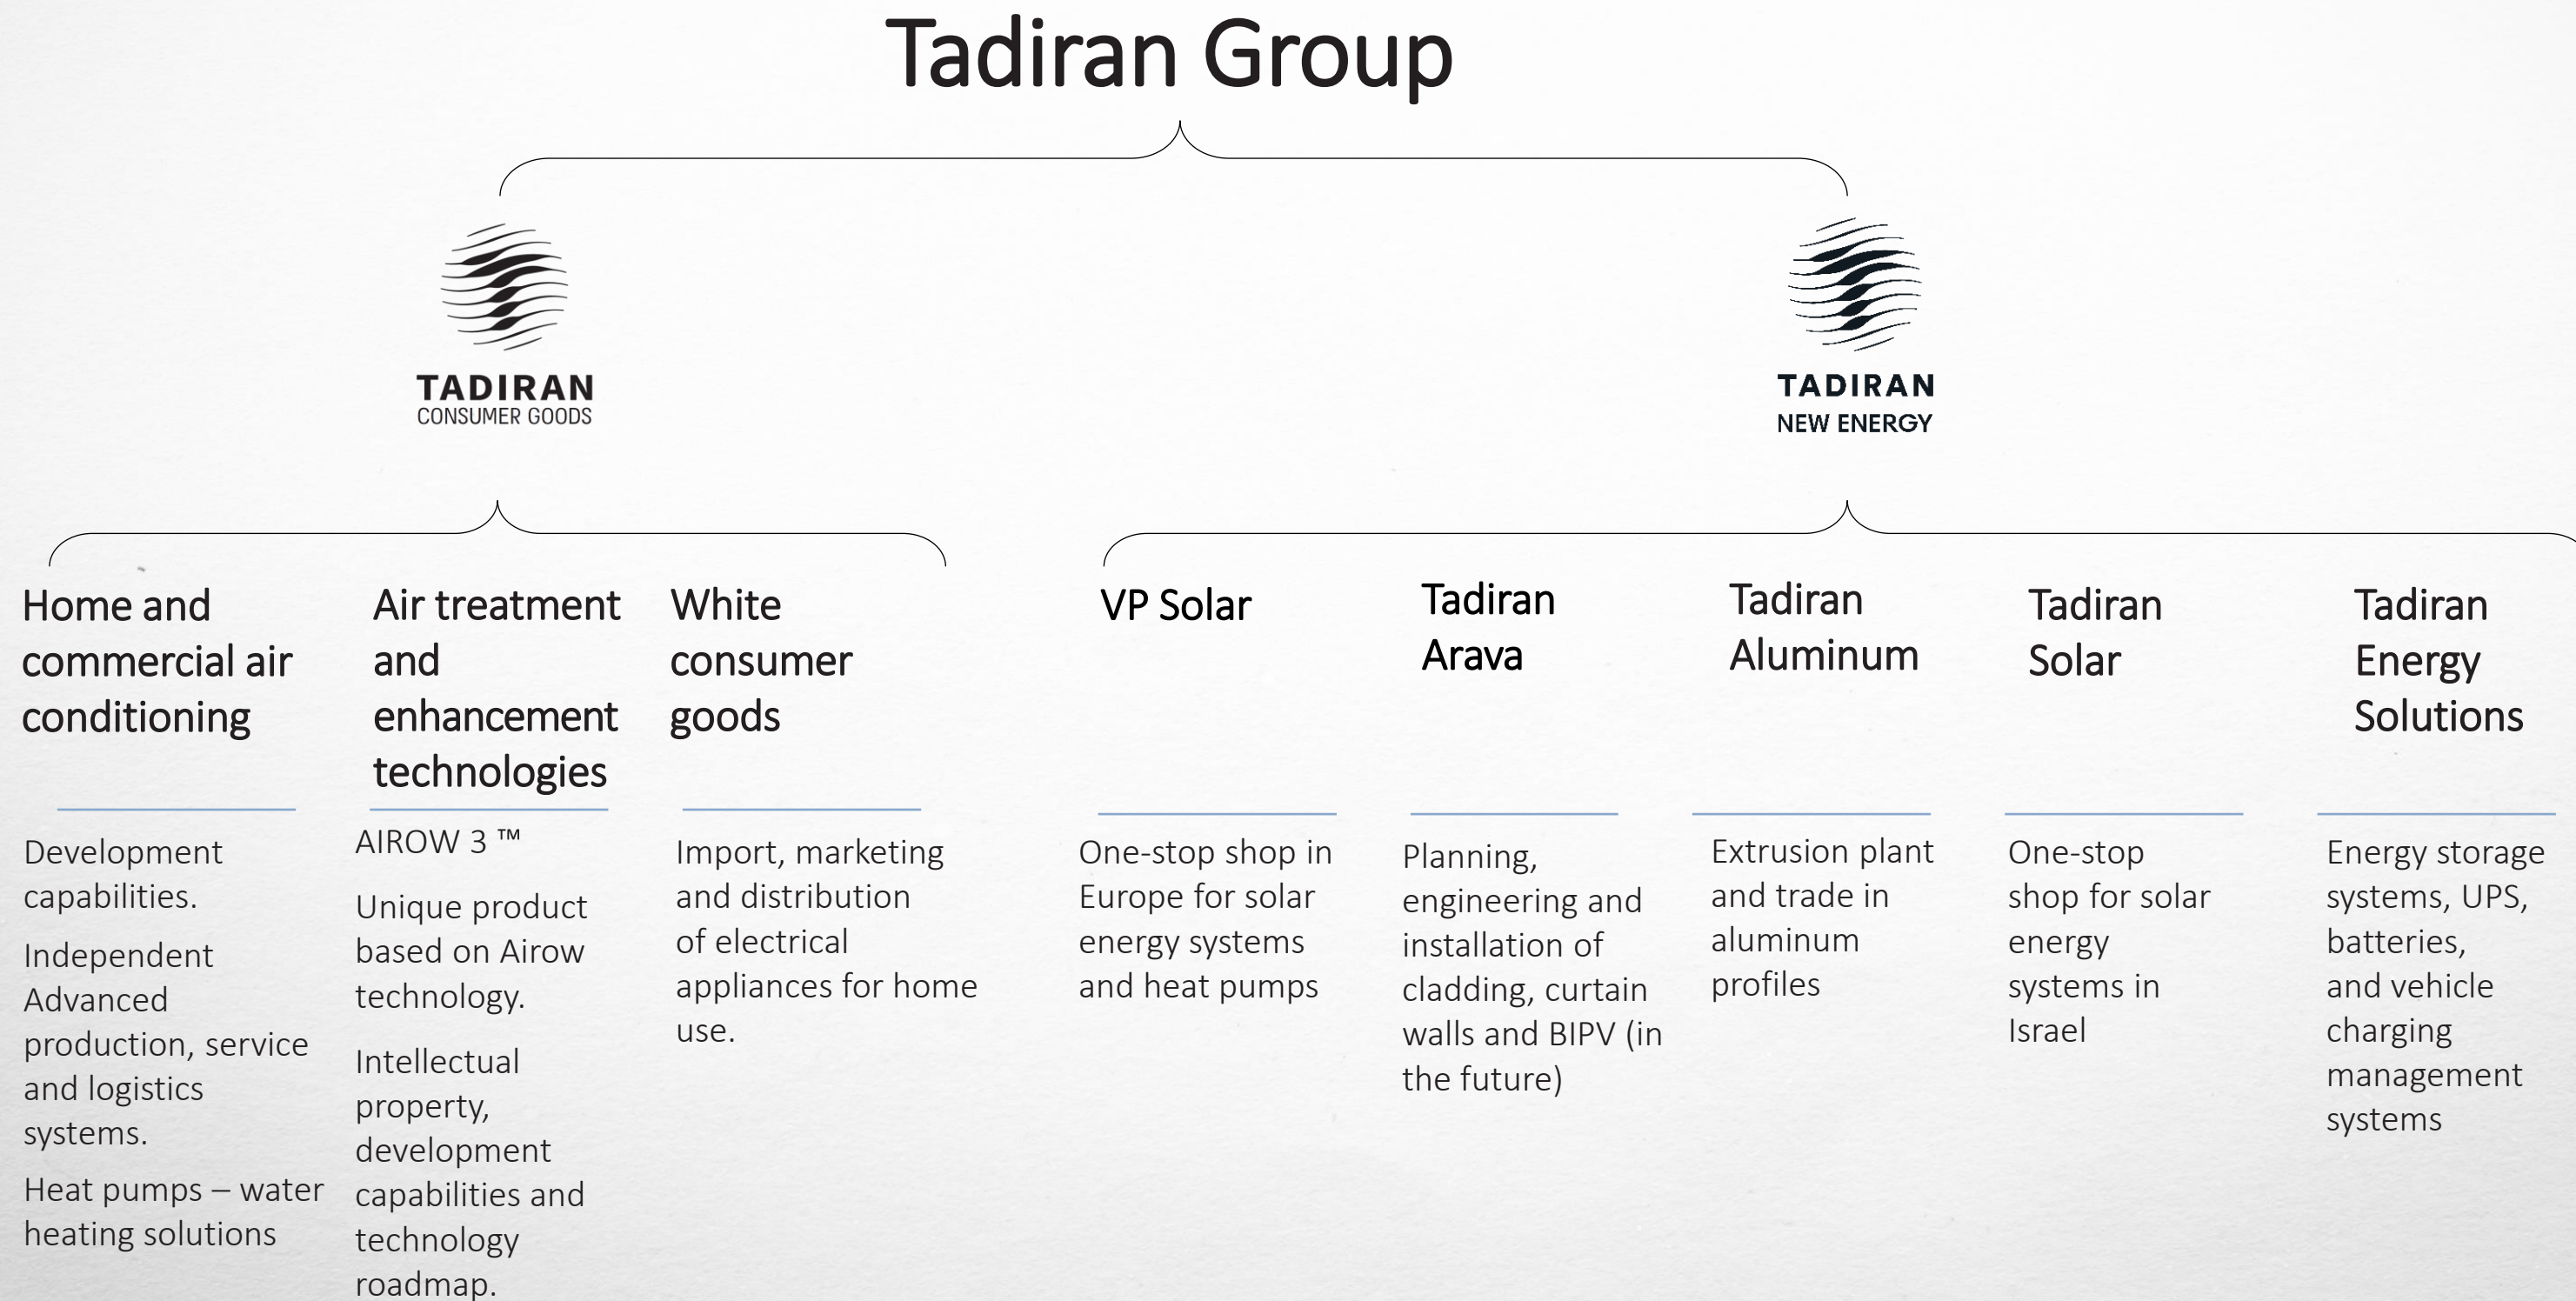 Tadiran Group
TADIRAN
CONSUMER GOODS
TADIRAN
NEW ENERGY
Home and
commercial air
conditioning
Development
capabilities.
Independent
Advanced
production, service
and logistics
systems.
Heat pumps – water
heating solutions
Air treatment
and
enhancement
technologies
AIROW 3 ™
Unique product
based on Airow
technology.
Intellectual
property,
development
capabilities and
technology
roadmap.
White
consumer
goods
Import, marketing
and distribution
of electrical
appliances for home
use.
VP Solar
One-stop shop in
Europe for solar
energy systems
and heat pumps
Tadiran
Arava
Planning,
engineering and
installation of
cladding, curtain
walls and BIPV (in
the future)
Tadiran
Aluminum
Extrusion plant
and trade in
aluminum
profiles
Tadiran
Solar
One-stop
shop for solar
energy
systems in
Israel
Tadiran
Energy
Solutions
Energy storage
systems, UPS,
batteries,
and vehicle
charging
management
systems